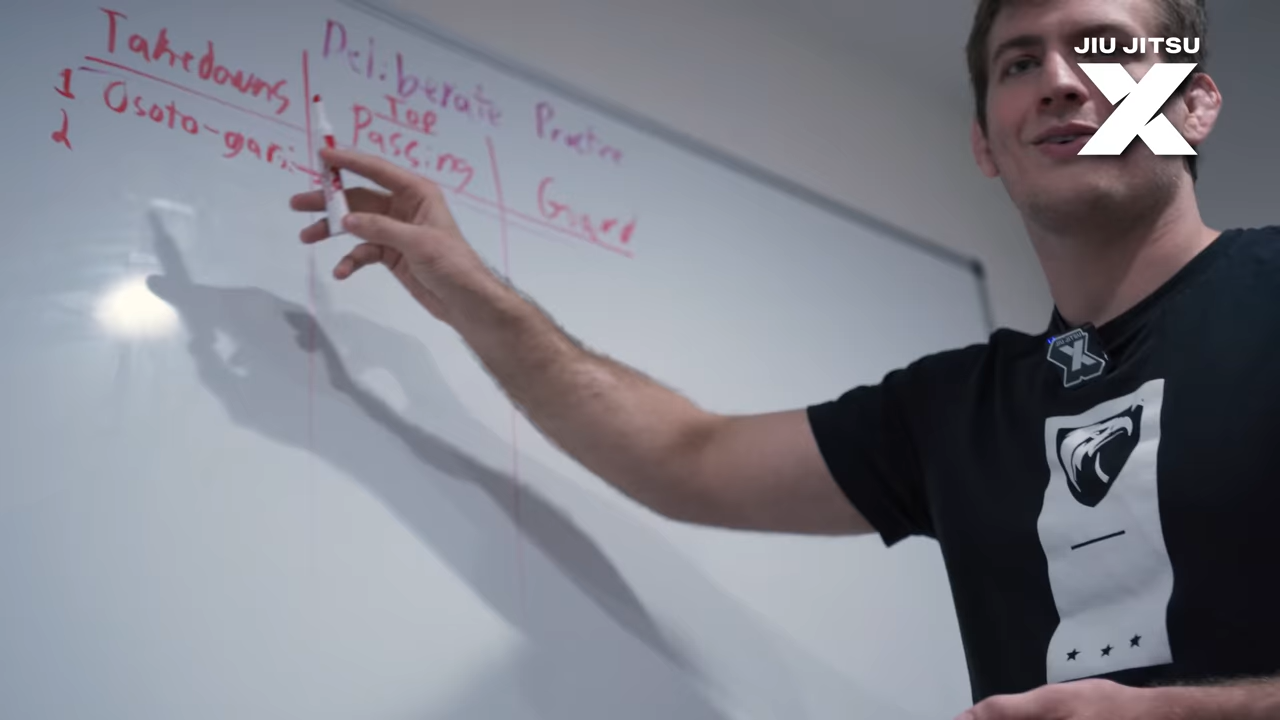 JIU JITSU
X
Deliberate Practice
Takedowns
Top
Passing
Guard
1 Osoto-gari
2